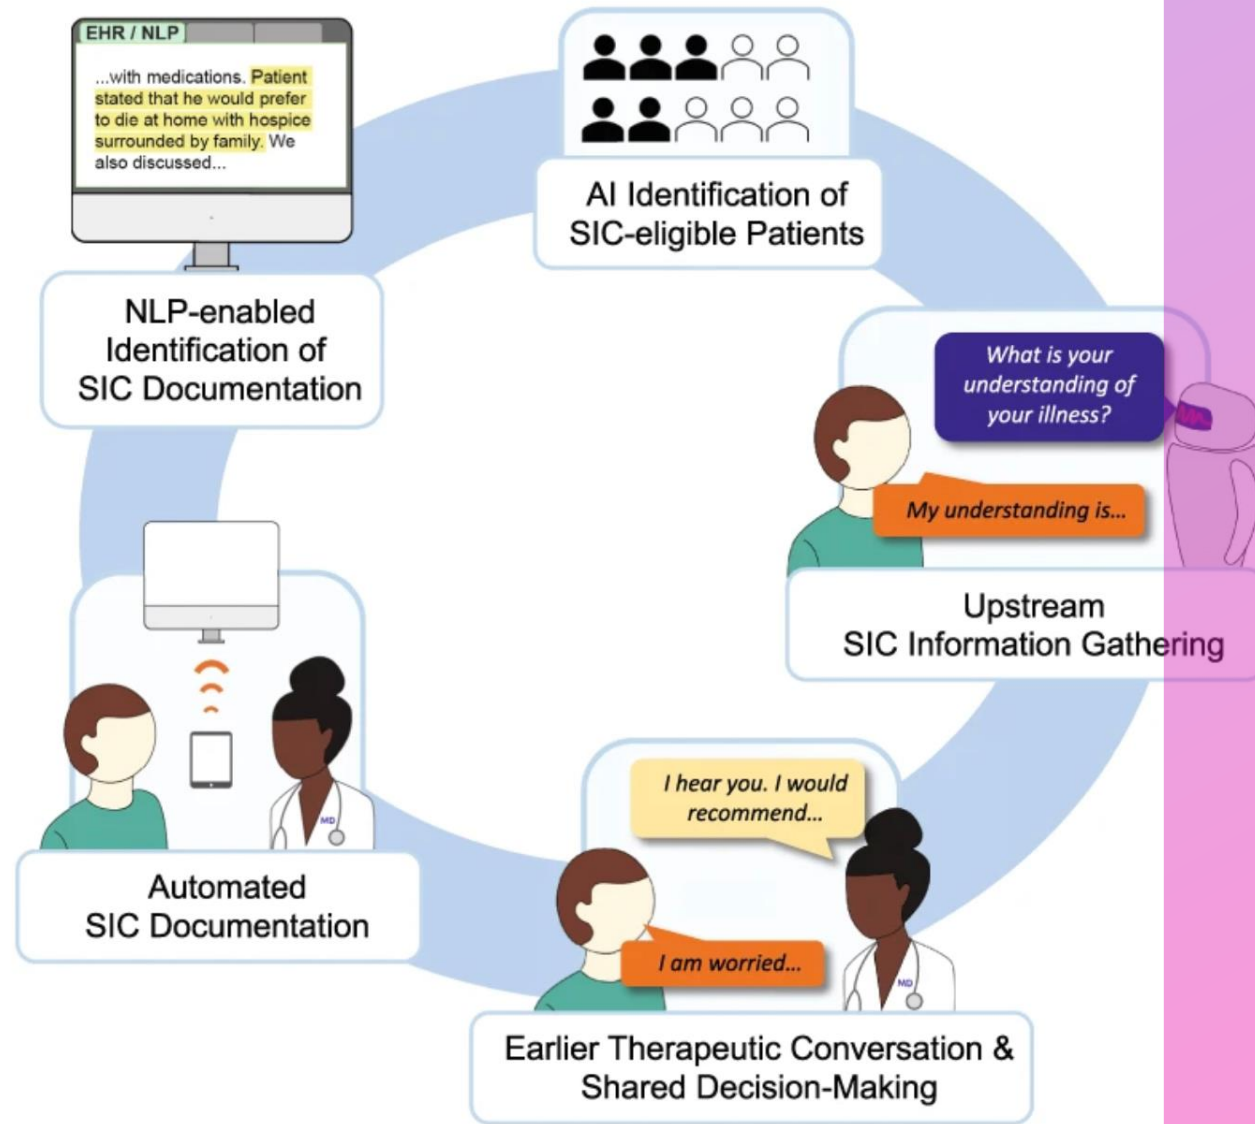 EHR / NLP
...with medications. Patient
stated that he would prefer
to die at home with hospice
surrounded by family. We
also discussed...
NLP-enabled
Identification of
SIC Documentation
AI Identification of
SIC-eligible Patients
What is your
understanding of
your illness?
My understanding is...
Upstream
SIC Information Gathering
I hear you. I would
recommend...
I am worried...
MD
Earlier Therapeutic Conversation &
Shared Decision-Making
MD
Automated
SIC Documentation